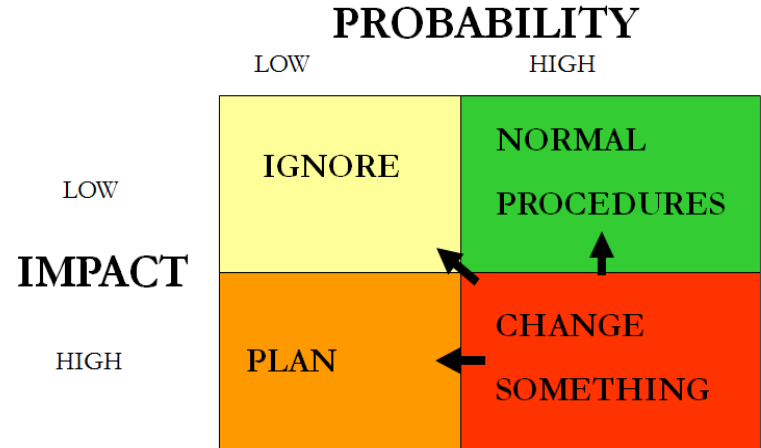 PROBABILITY
LOW HIGH
IGNORE
NORMAL
PROCEDURES
LOW
IMPACT
HIGH
PLAN
CHANGE
SOMETHING